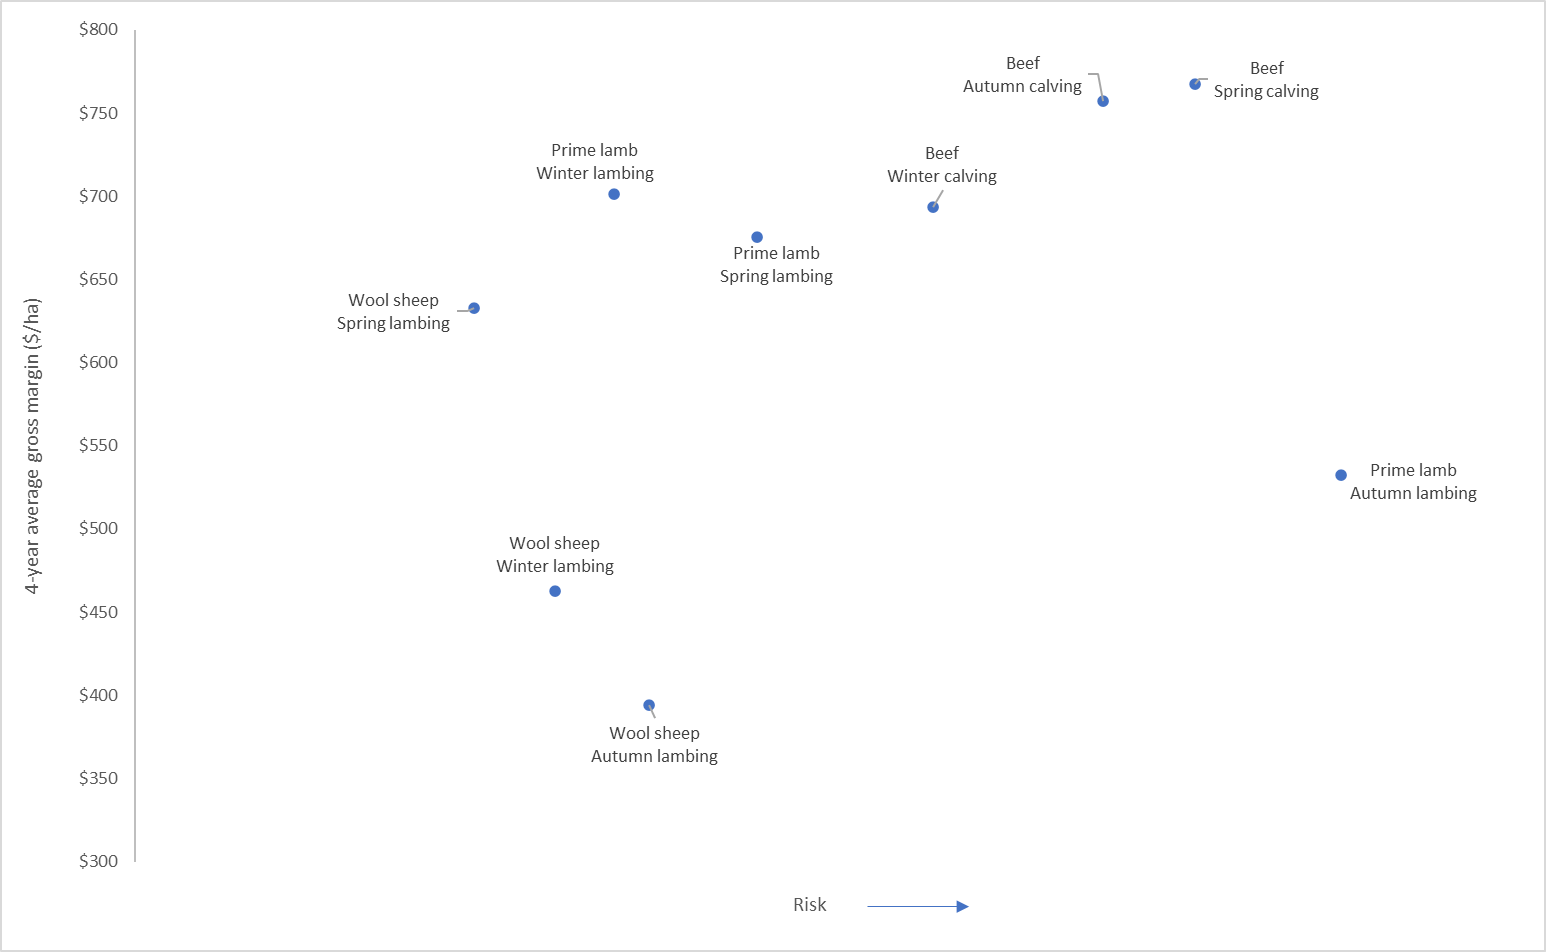 $800
$750
$700
$650
$600
$550
$500
$450
$400
$350
$300
4-year average gross margin ($/ha)
Beef
Autumn calving
Beef
Spring calving
Prime lamb
Winter lambing
Beef
Winter calving
Prime lamb
Spring lambing
Wool sheep
Spring lambing
Prime lamb
Autumn lambing
Wool sheep
Winter lambing
Wool sheep
Autumn lambing
Risk